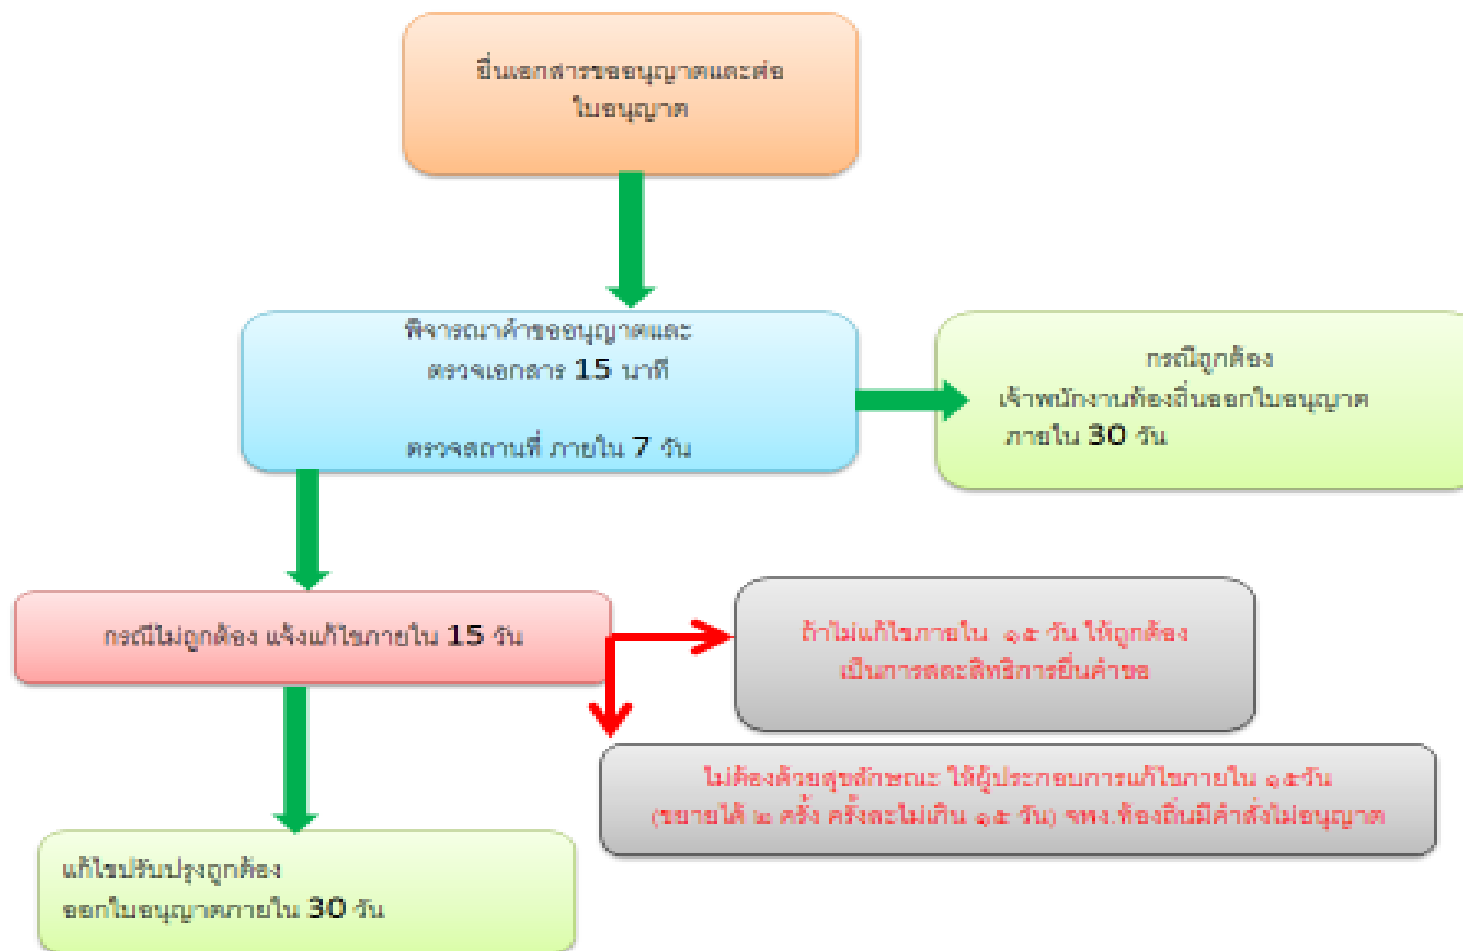 ยื่นเอกสารขออนุญาตและต่อ
ใบอนุญาต
พิจารณาคำขออนุญาตและ
ตรวจเอกสาร 15 นาที
ตรวจสถานที่ ภายใน 7 วัน
กรณีถูกต้อง
เจ้าพนักงานท้องถิ่นออกใบอนุญาต
ภายใน 30 วัน
กรณีไม่ถูกต้อง แจ้งแก้ไขภายใน 15 วัน
ถ้าไม่แก้ไขภายใน ๑๕ วัน ให้ถูกต้อง
เป็นการสละสิทธิการยื่นคำขอ
ไม่ต้องด้วยสุขลักษณะ ให้ผู้ประกอบการแก้ไขภายใน ๑๕วัน
(ขยายได้ ๒ ครั้ง ครั้งละไม่เกิน ๑๕ วัน) จพง.ท้องถิ่นมีคำสั่งไม่อนุญาต
แก้ไขปรับปรุงถูกต้อง
ออกใบอนุญาตภายใน 30 วัน